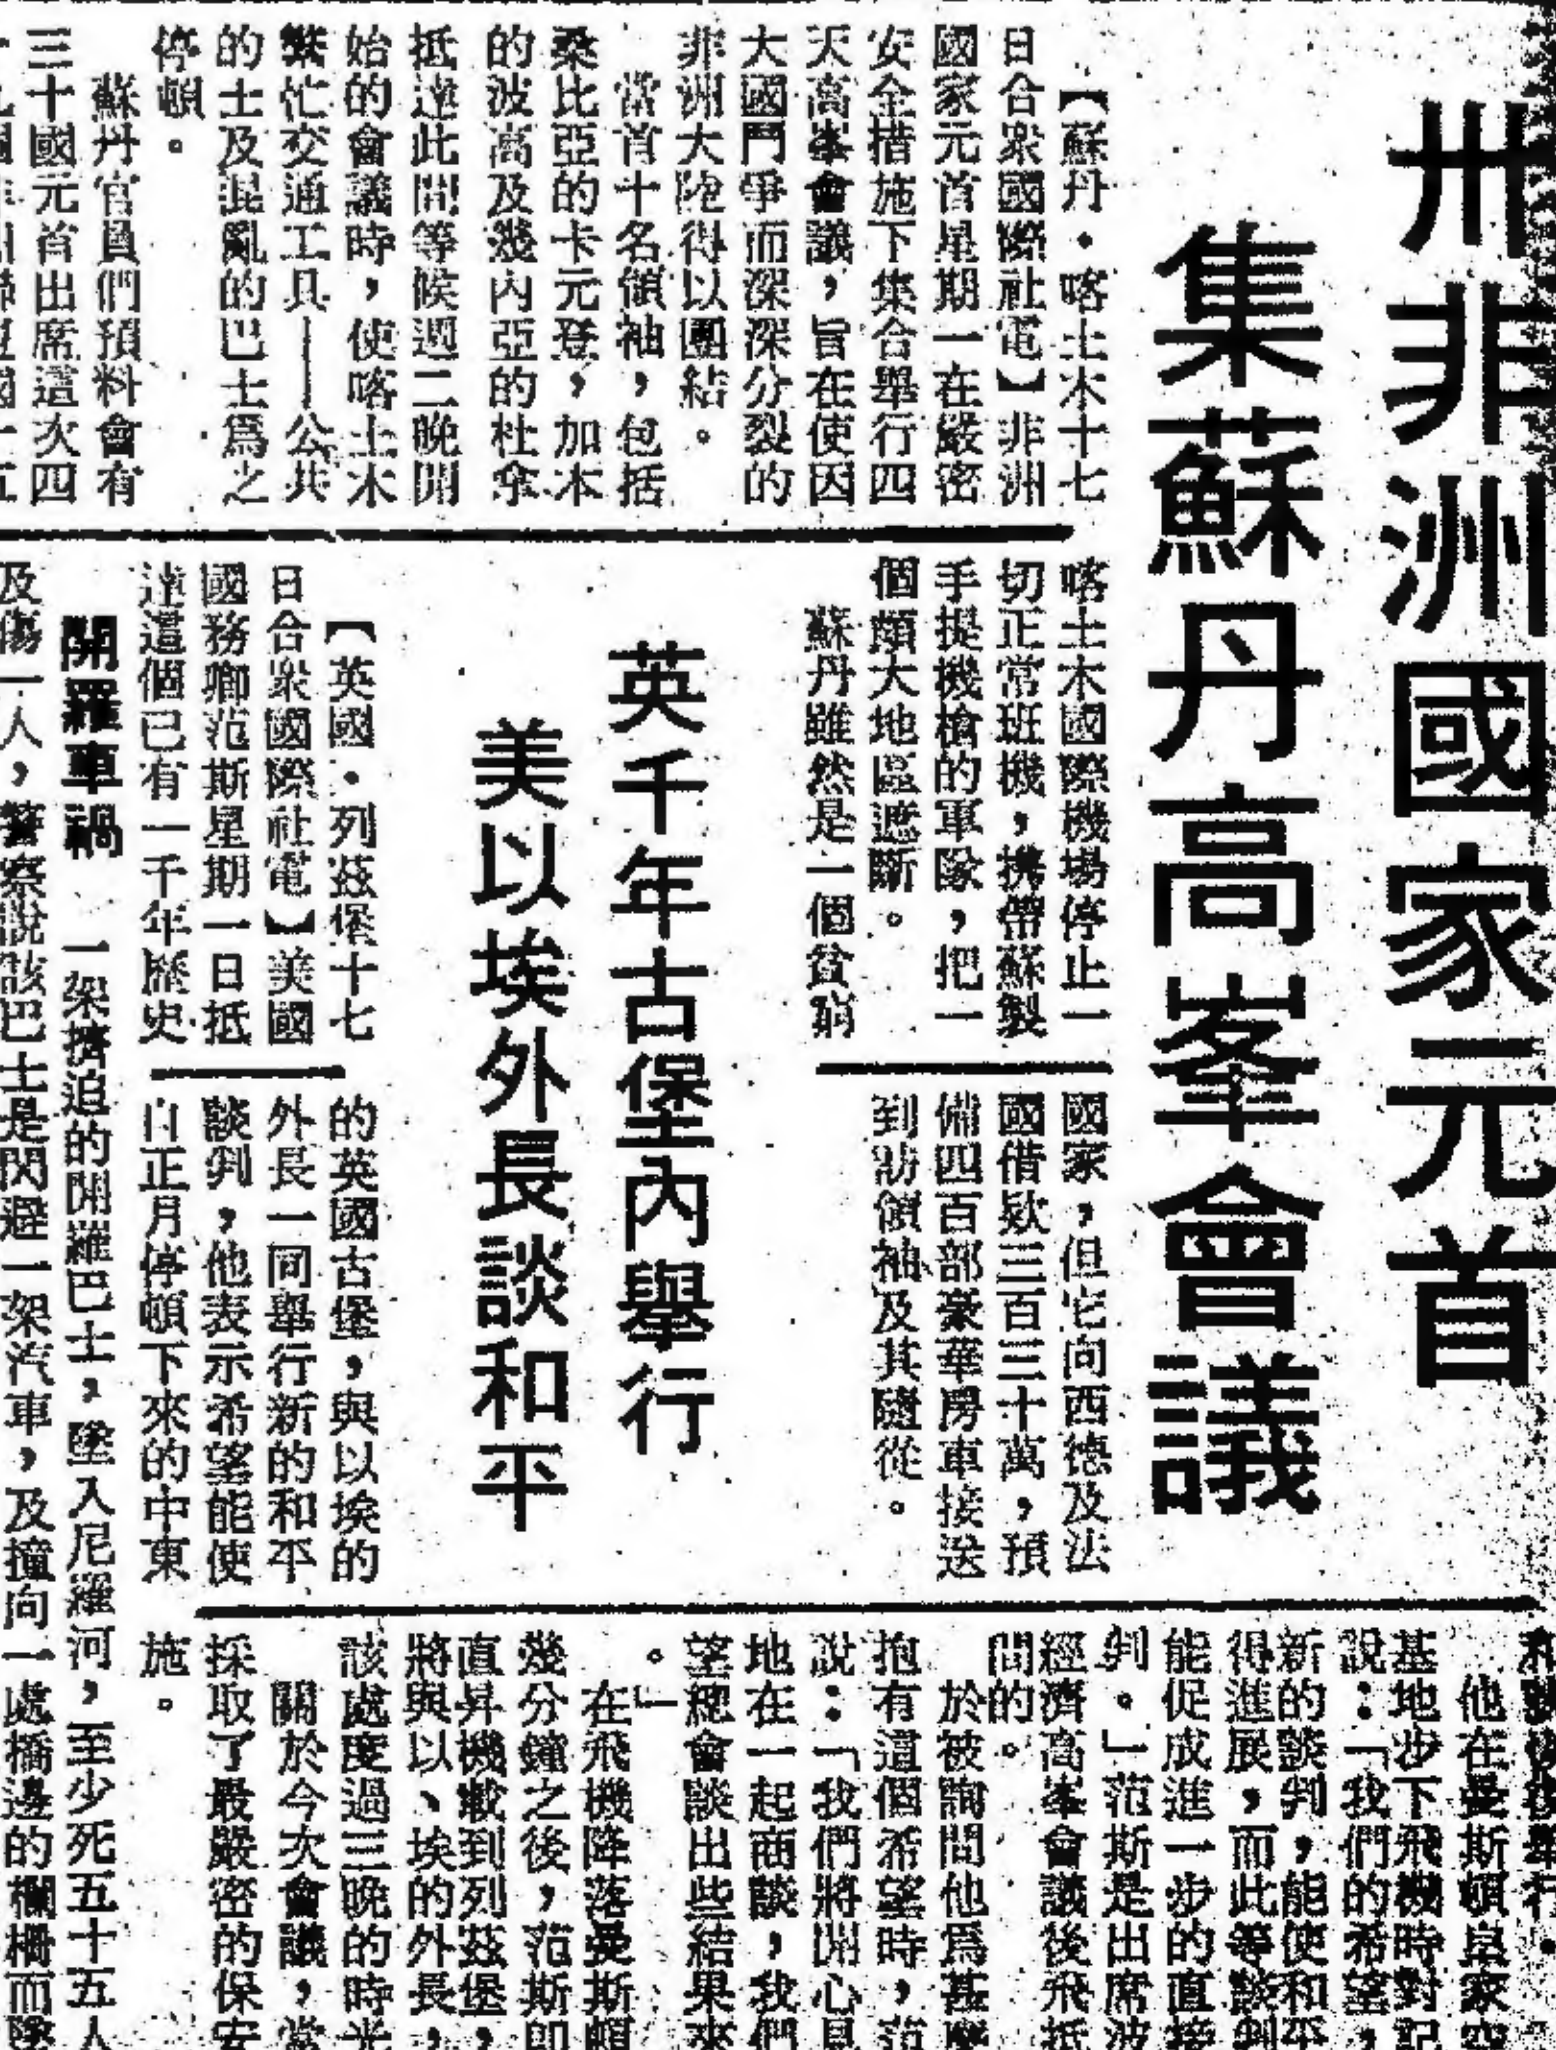 卅非洲國家元首
集蘇丹高峯會議
【蘇丹·喀土木十七
日合眾國際社電】非洲
國家元首星期一在嚴密
安全措施下集合舉行四
天高峯會議，旨在使因
大國鬥爭而深深分裂的
非洲大陸得以團結。
當首十名領袖，包括
桑比亞的卡元登，加本
的波高及幾內亞的杜拿
抵達此間等候週二晚開
始的會議時，使喀土木
繁忙交通工具——公共
的士及混亂的巴士爲之
停頓。
蘇丹官員們預料會有
三十國元首出席這次四
喀土木國際機場停止一
切正常班機，携帶蘇製
手提機槍的軍隊，把一
個頗大地區遮斷。
蘇丹雖然是一個貧窮
國家，但它向西德及法
國借欵三百三十萬，預
備四百部豪華房車接送
到訪領袖及其隨從。
英千年古堡內舉行
美以埃外長談和平
【英國·列茲堡十七
日合眾國際社電】美國
國務卿范斯星期一日抵
達這個已有一千年歷史
的英國古堡，與以埃的
外長一同舉行新的和平
談判，他表示希望能使
自正月停頓下來的中東
他在曼斯頓皇家空
基地步下飛機時對記
說：「我們的希望，
新的談判，能使和平
得進展，而此等談判
能促成進一步的直接
判。」范斯是出席波
經濟高峯會議後飛抵
間的。
於被詢問他爲甚麼
抱有這個希望時，范
說：「我們將開心見
地在一起商談，我們
望總會談出些結果來
。」
在飛機降落曼斯頓
幾分鐘之後，范斯即
直昇機載到列茲堡，
將與以、埃的外長，
該處度過三晚的時光
關於今次會議，當
採取了最嚴密的保安
施。
開羅車禍 一架擠迫的開羅巴士，墜入尼羅河，至少死五十五人
及傷一人，警察說該巴士是閃避一架汽車，及撞向一處橋邊的欄柵而墜